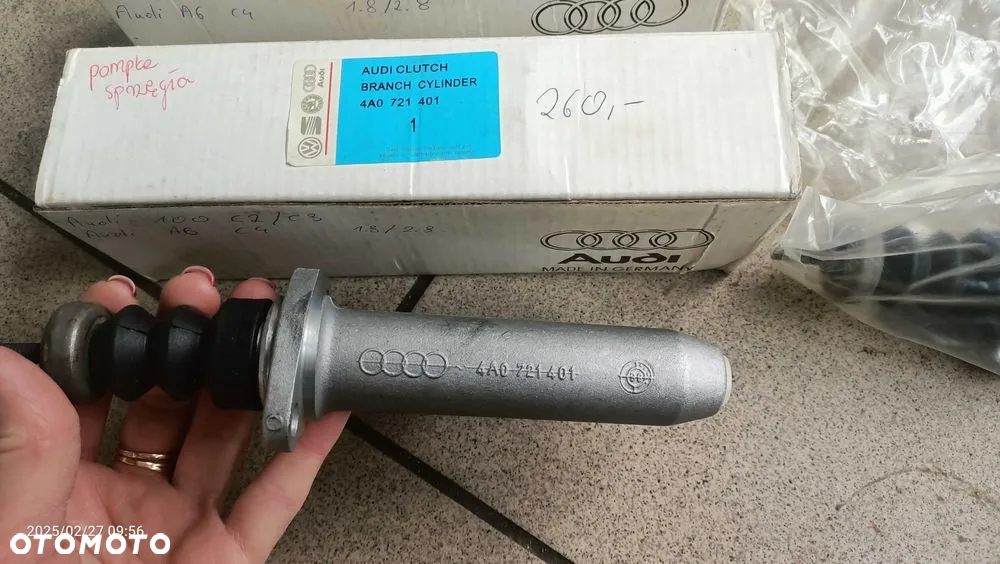 Audi A6 C4 1.8/2.8
pompka
sprzęgła
Audi
AUDI CLUTCH
BRANCH CYLINDER
4A0 721 401
1
260,-
Audi 100
Audi A6 C4 1.8/2.8
Audi
MADE IN GERMANY
4A0 721 401
2025/02/27 09:56
OTOMOTO